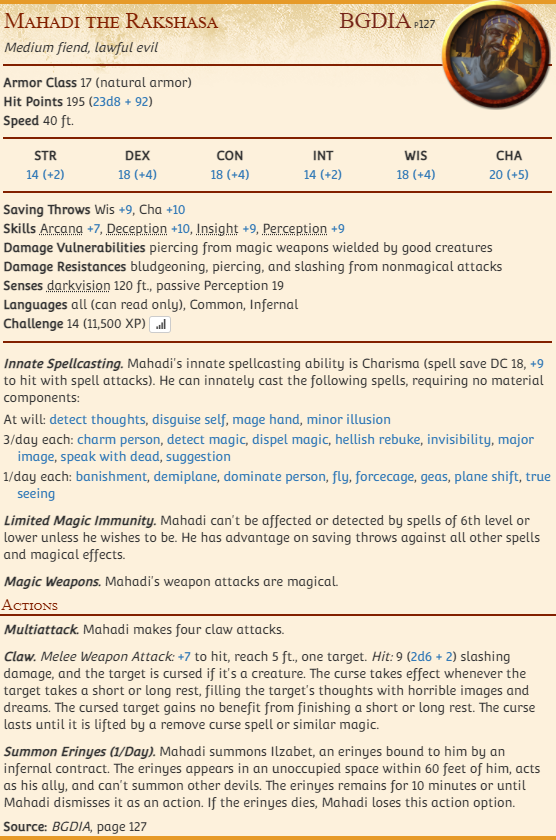 Mahadi the Rakshasa BGDIA P127
Medium fiend, lawful evil
Armor Class 17 (natural armor)
Hit Points 195 (23d8 + 92)
Speed 40 ft.
STR DEX CON INT WIS CHA
14 (+2) 18 (+4) 18 (+4) 14 (+2) 18 (+4) 20 (+5)
Saving Throws Wis +9, Cha +10
Skills Arcana +7, Deception +10, Insight +9, Perception +9
Damage Vulnerabilities piercing from magic weapons wielded by good creatures
Damage Resistances bludgeoning, piercing, and slashing from nonmagical attacks
Senses darkvision 120 ft., passive Perception 19
Languages all (can read only), Common, Infernal
Challenge 14 (11,500 XP)
Innate Spellcasting. Mahadi's innate spellcasting ability is Charisma (spell save DC 18, +9
to hit with spell attacks). He can innately cast the following spells, requiring no material
components:
At will: detect thoughts, disguise self, mage hand, minor illusion
3/day each: charm person, detect magic, dispel magic, hellish rebuke, invisibility, major
image, speak with dead, suggestion
1/day each: banishment, demiplane, dominate person, fly, forcecage, geas, plane shift, true
seeing
Limited Magic Immunity. Mahadi can't be affected or detected by spells of 6th level or
lower unless he wishes to be. He has advantage on saving throws against all other spells
and magical effects.
Magic Weapons. Mahadi's weapon attacks are magical.
Actions
Multiattack. Mahadi makes four claw attacks.
Claw. Melee Weapon Attack: +7 to hit, reach 5 ft., one target. Hit: 9 (2d6 + 2) slashing
damage, and the target is cursed if it's a creature. The curse takes effect whenever the
target takes a short or long rest, filling the target's thoughts with horrible images and
dreams. The cursed target gains no benefit from finishing a short or long rest. The curse
lasts until it is lifted by a remove curse spell or similar magic.
Summon Erinyes (1/Day). Mahadi summons Ilzabet, an erinyes bound to him by an
infernal contract. The erinyes appears in an unoccupied space within 60 feet of him, acts
as his ally, and can't summon other devils. The erinyes remains for 10 minutes or until
Mahadi dismisses it as an action. If the erinyes dies, Mahadi loses this action option.
Source: BGDIA, page 127